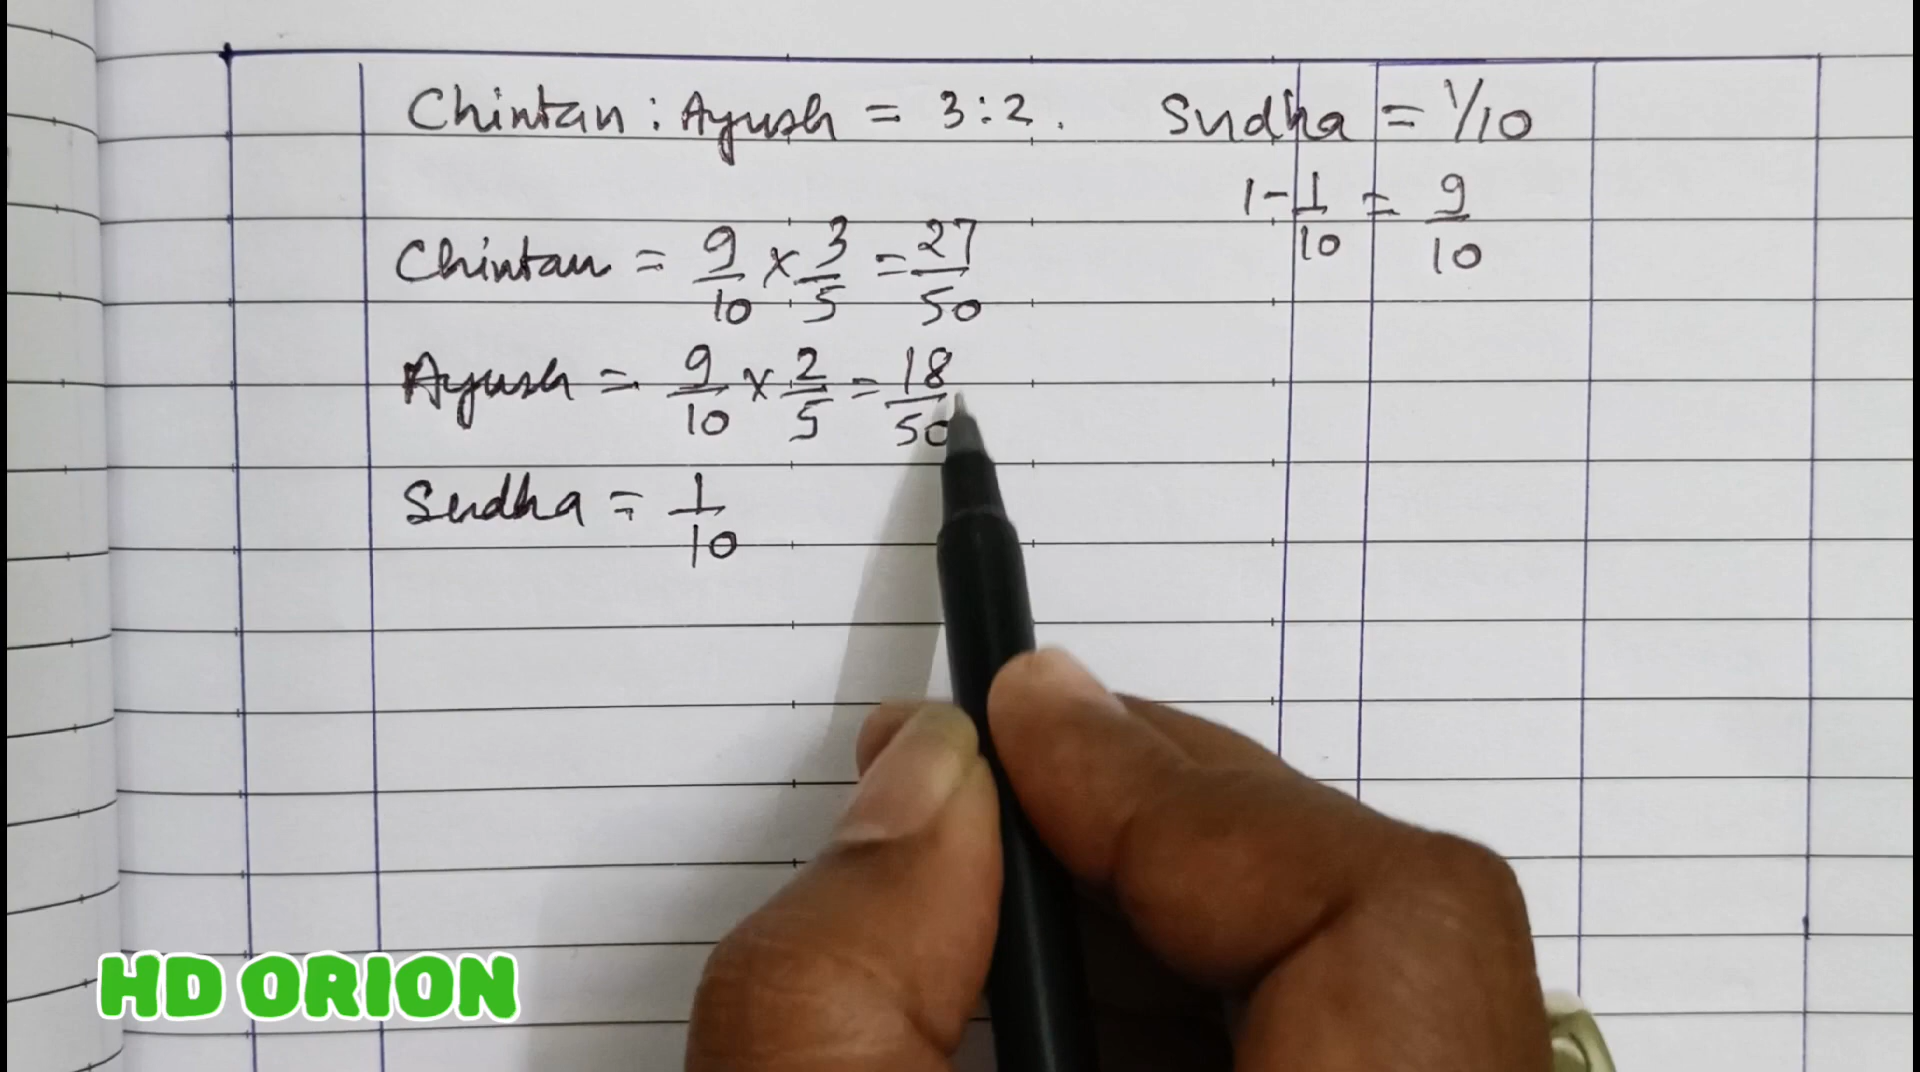 Chintan : Ayush = 3:2. Sudha = 1/10
1 - 1/10 = 9/10
Chintan = 9/10 × 3/5 = 27/50
Ayush = 9/10 × 2/5 = 18/50
Sudha = 1/10
HD ORION